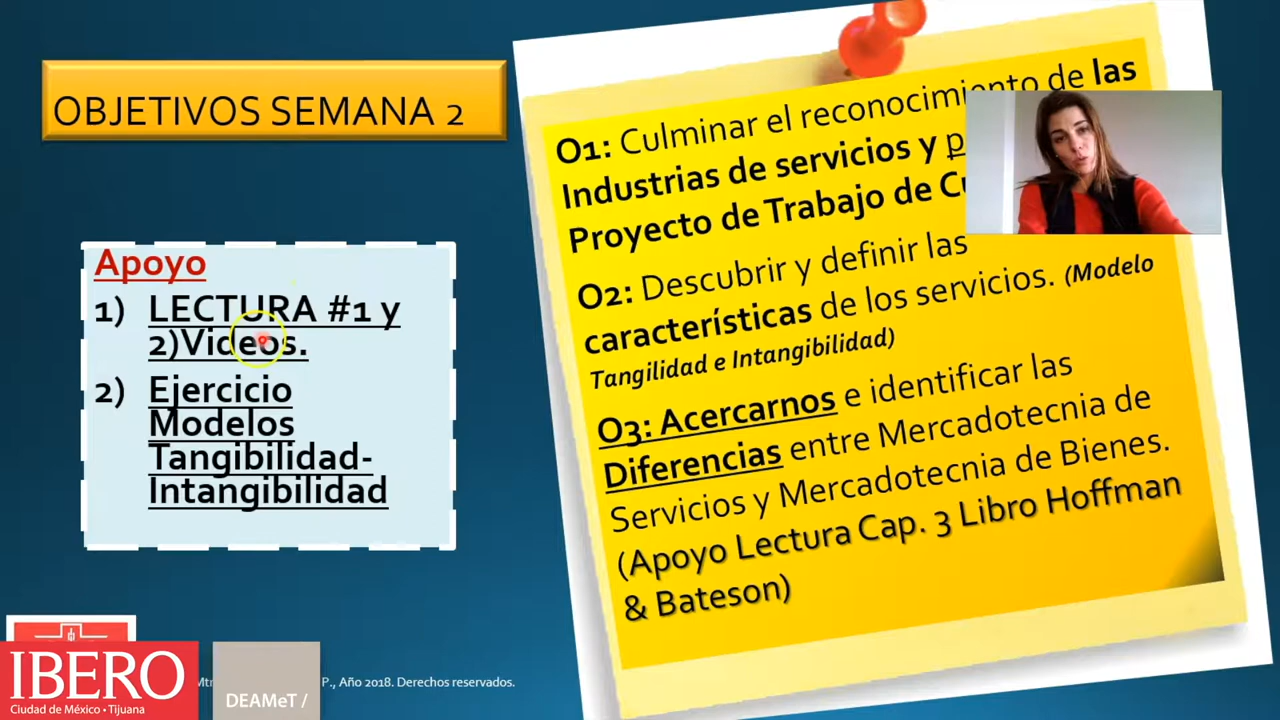 OBJETIVOS SEMANA 2
Apoyo
1) LECTURA #1 y
2)Videos.
2) Ejercicio
Modelos
Tangibilidad-
Intangibilidad
O1: Culminar el reconocimiento de las
Industrias de servicios y
Proyecto de Trabajo de
O2: Descubrir y definir las
características de los servicios. (Modelo
Tangilidad e Intangibilidad)
O3: Acercarnos e identificar las
Diferencias entre Mercadotecnia de
Servicios y Mercadotecnia de Bienes.
(Apoyo Lectura Cap. 3 Libro Hoffman
& Bateson)
IBERO
Ciudad de México • Tijuana
DEAMeT /
P., Año 2018. Derechos reservados.